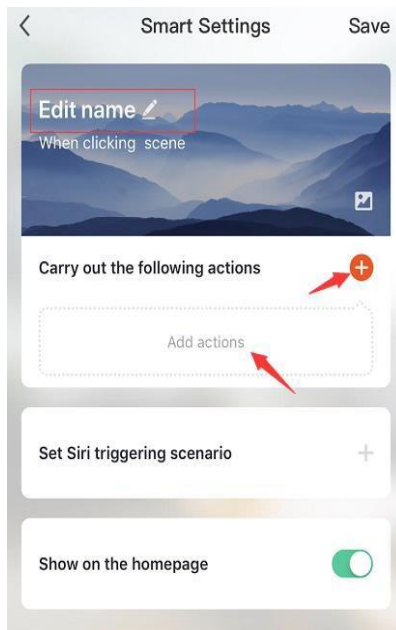 Smart Settings
Save
Edit name
When clicking scene
Carry out the following actions
Add actions
Set Siri triggering scenario
Show on the homepage